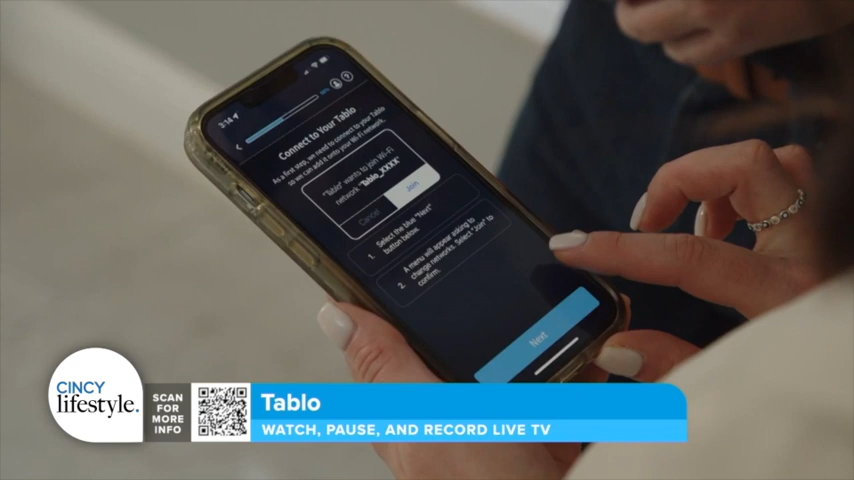 3:14
Connect to Your Tablo
As a first step, we need to connect to your Tablo
so we can add it onto your Wi-Fi network.
"Tablo" wants to join Wi-Fi
network "Tablo_XXXX"
Cancel
Join
1. Select the blue "Next"
button below.
2. A menu will appear asking to
change networks. Select "Join" to
confirm.
Next
CINCY
lifestyle.
SCAN
FOR
MORE
INFO
Tablo
WATCH, PAUSE, AND RECORD LIVE TV